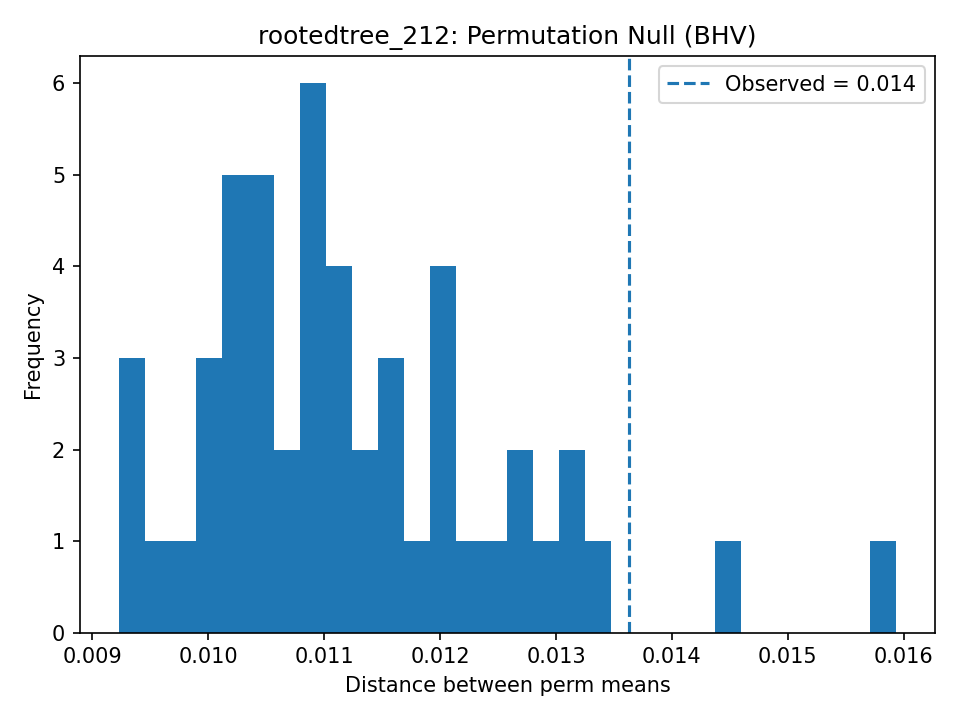 rootedtree_212: Permutation Null (BHV)
Observed = 0.014
6
5
4
3
2
1
0
Frequency
0.009 0.010 0.011 0.012 0.013 0.014 0.015 0.016
Distance between perm means